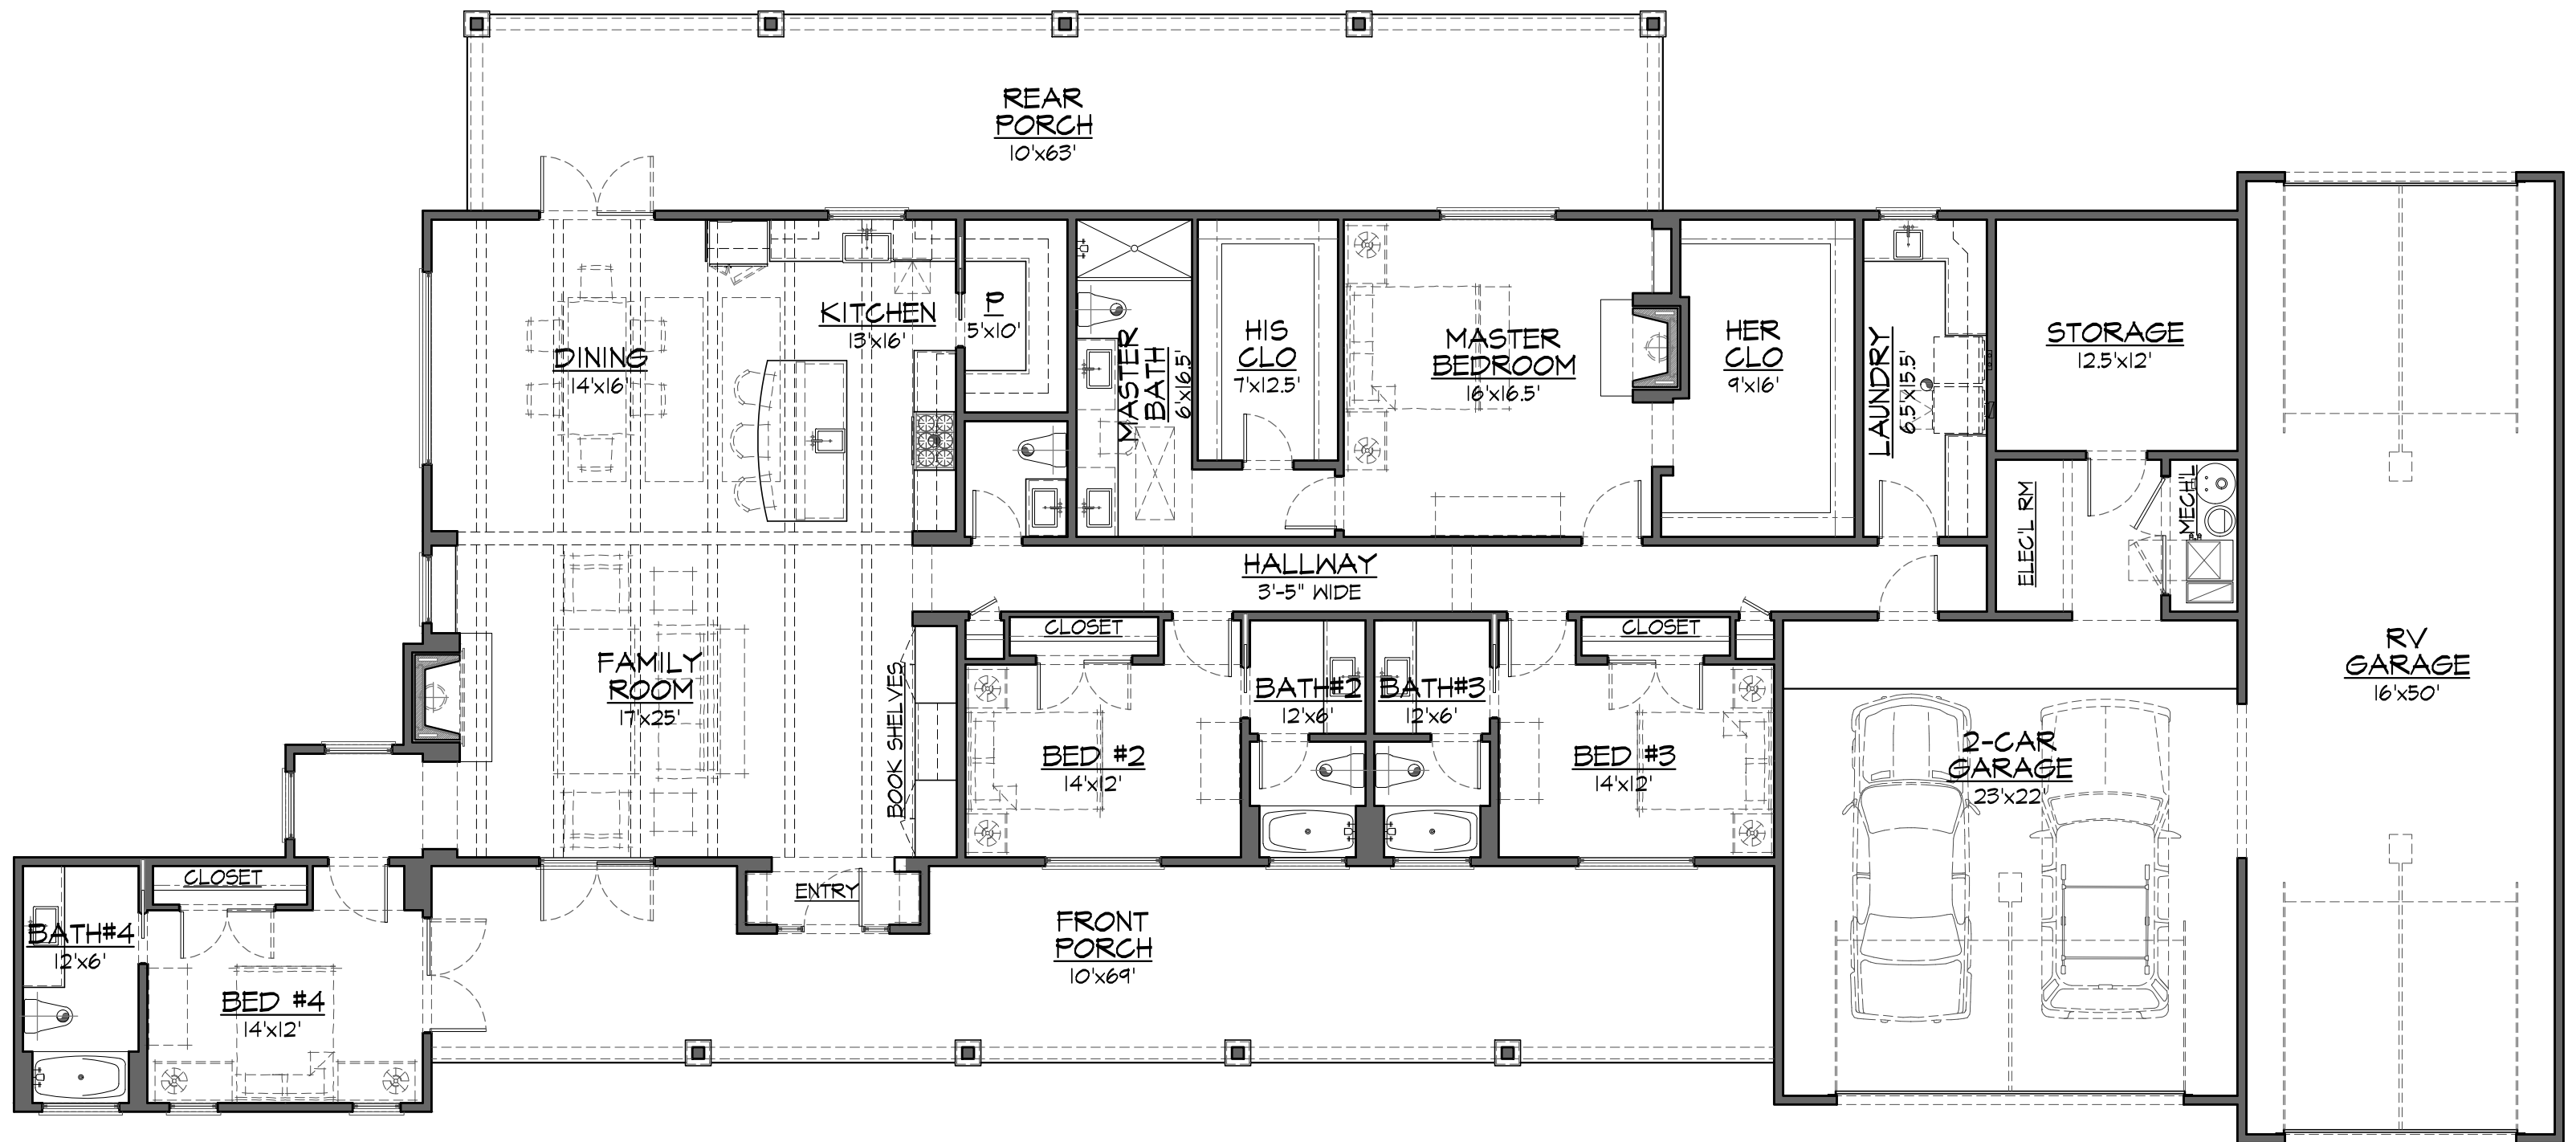 REAR
PORCH
10'x63'
DINING
14'x16'
KITCHEN
13'x16'
P
5'x10'
MASTER
BATH
6'x16.5'
HIS
CLO
7'x12.5'
MASTER
BEDROOM
16'x16.5'
HER
CLO
9'x16'
LAUNDRY
6.5'x15.5'
STORAGE
12.5'x12'
ELEC'L RM
MECH'L
HALLWAY
3'-5" WIDE
FAMILY
ROOM
17'x25'
BOOK SHELVES
CLOSET
BED #2
14'x12'
BATH#2
12'x6'
BATH#3
12'x6'
CLOSET
BED #3
14'x12'
2-CAR
GARAGE
23'x22'
RV
GARAGE
16'x50'
CLOSET
BATH#4
12'x6'
BED #4
14'x12'
ENTRY
FRONT
PORCH
10'x69'